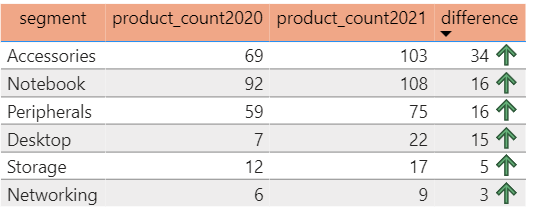 segment product_count2020 product_count2021 difference
Accessories 69 103 34
Notebook 92 108 16
Peripherals 59 75 16
Desktop 7 22 15
Storage 12 17 5
Networking 6 9 3